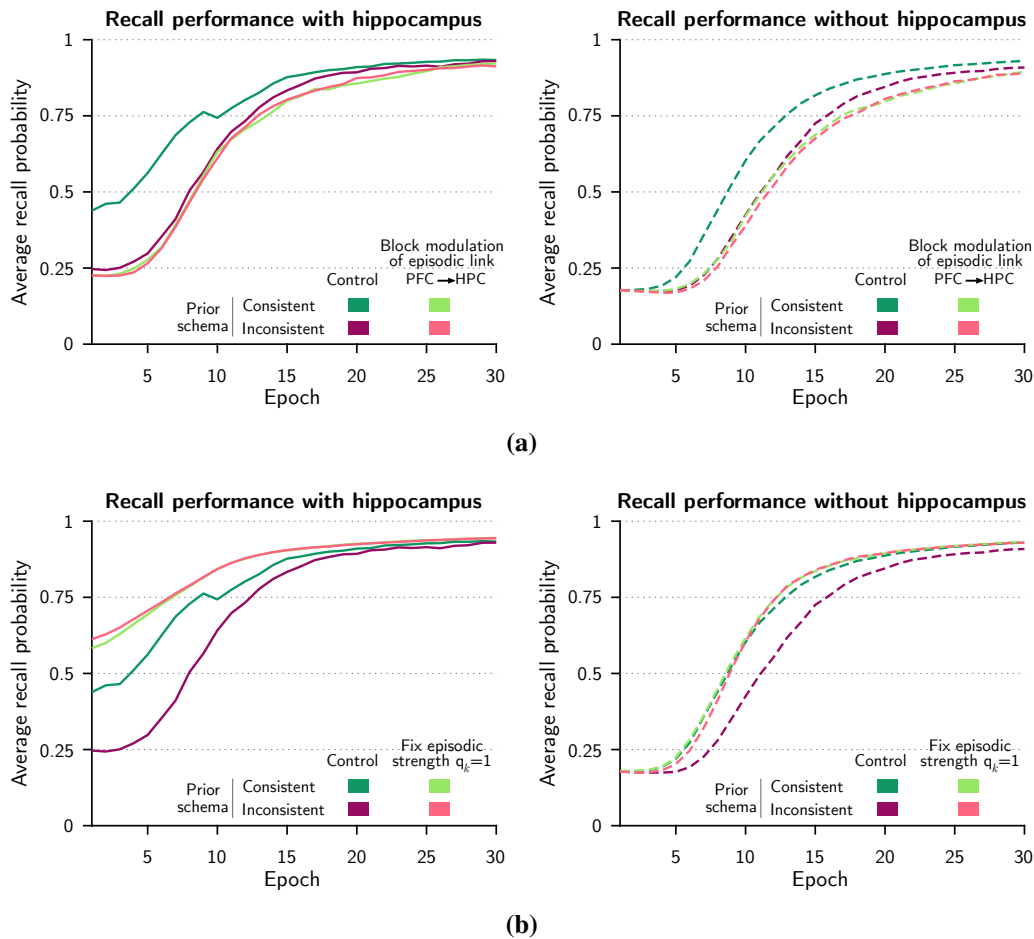 Recall performance with hippocampus
Average recall probability
1
0.75
0.5
0.25
0
Block modulation
of episodic link
Control PFC→HPC
Prior schema
Consistent
Inconsistent
5 10 15 20 25 30
Epoch
Recall performance without hippocampus
Average recall probability
1
0.75
0.5
0.25
0
Block modulation
of episodic link
Control PFC→HPC
Prior schema
Consistent
Inconsistent
5 10 15 20 25 30
Epoch
(a)
Recall performance with hippocampus
Average recall probability
1
0.75
0.5
0.25
0
Fix episodic
Control strength qₖ=1
Prior schema
Consistent
Inconsistent
5 10 15 20 25 30
Epoch
Recall performance without hippocampus
Average recall probability
1
0.75
0.5
0.25
0
Fix episodic
Control strength qₖ=1
Prior schema
Consistent
Inconsistent
5 10 15 20 25 30
Epoch
(b)